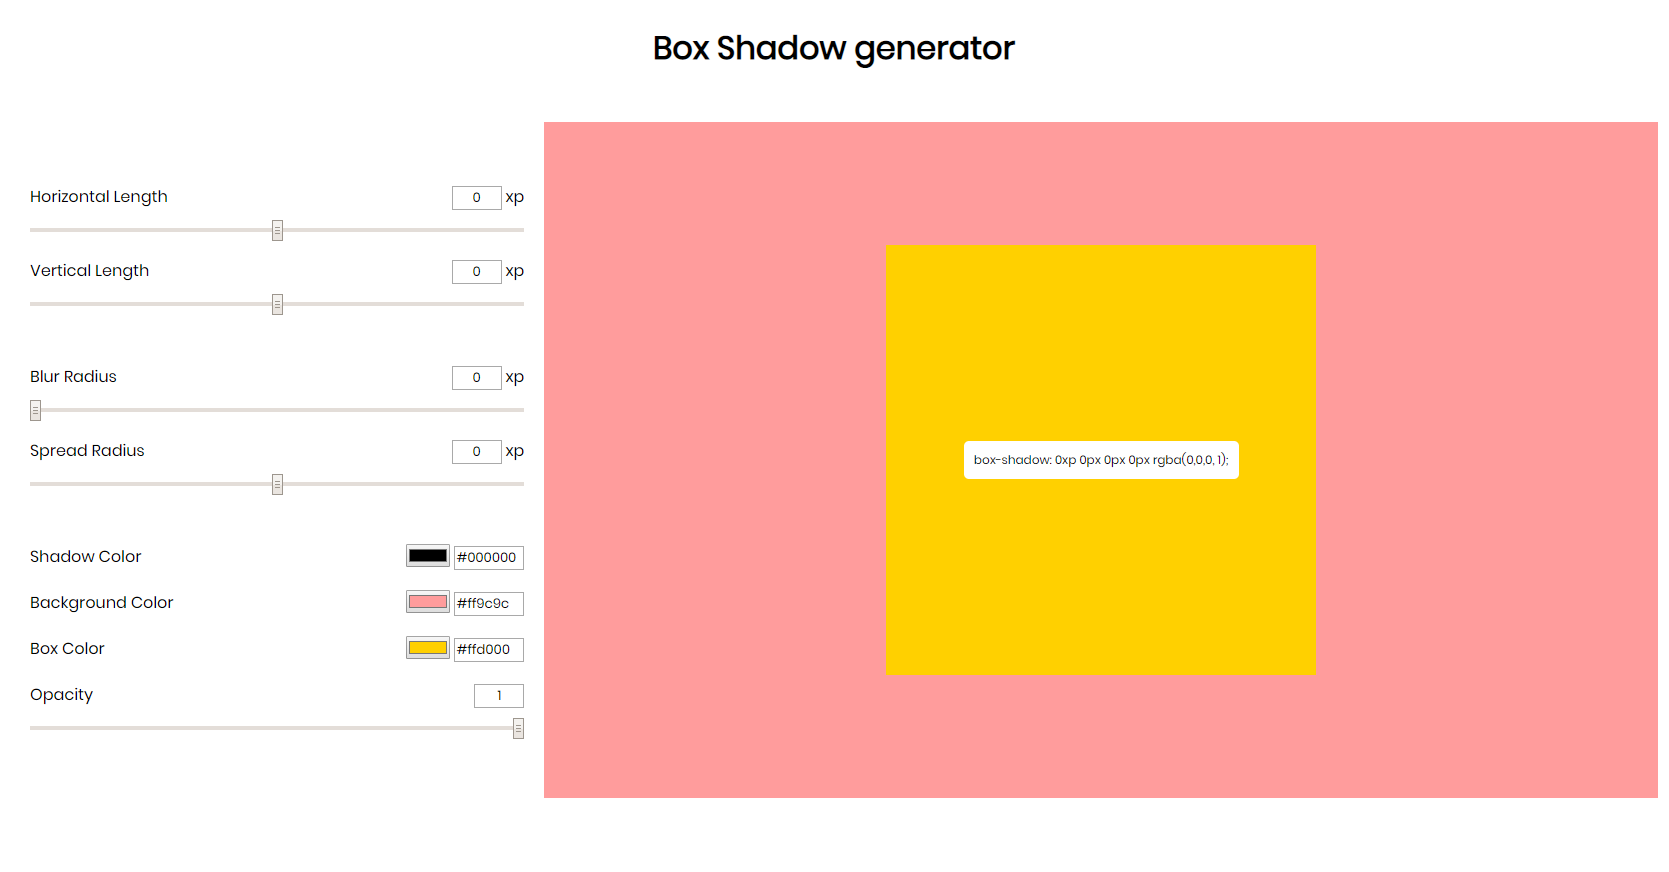 Box Shadow generator
Horizontal Length 0 xp
Vertical Length 0 xp
Blur Radius 0 xp
Spread Radius 0 xp
Shadow Color #000000
Background Color #ff9c9c
Box Color #ffd000
Opacity 1
box-shadow: 0xp 0px 0px 0px rgba(0,0,0, 1);